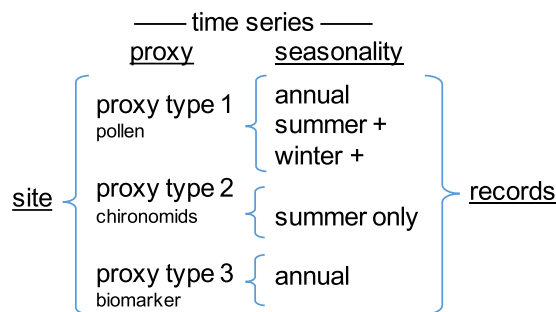 time series
proxy seasonality
proxy type 1
pollen
annual
summer +
winter +
site
proxy type 2
chironomids
summer only
records
proxy type 3
biomarker
annual